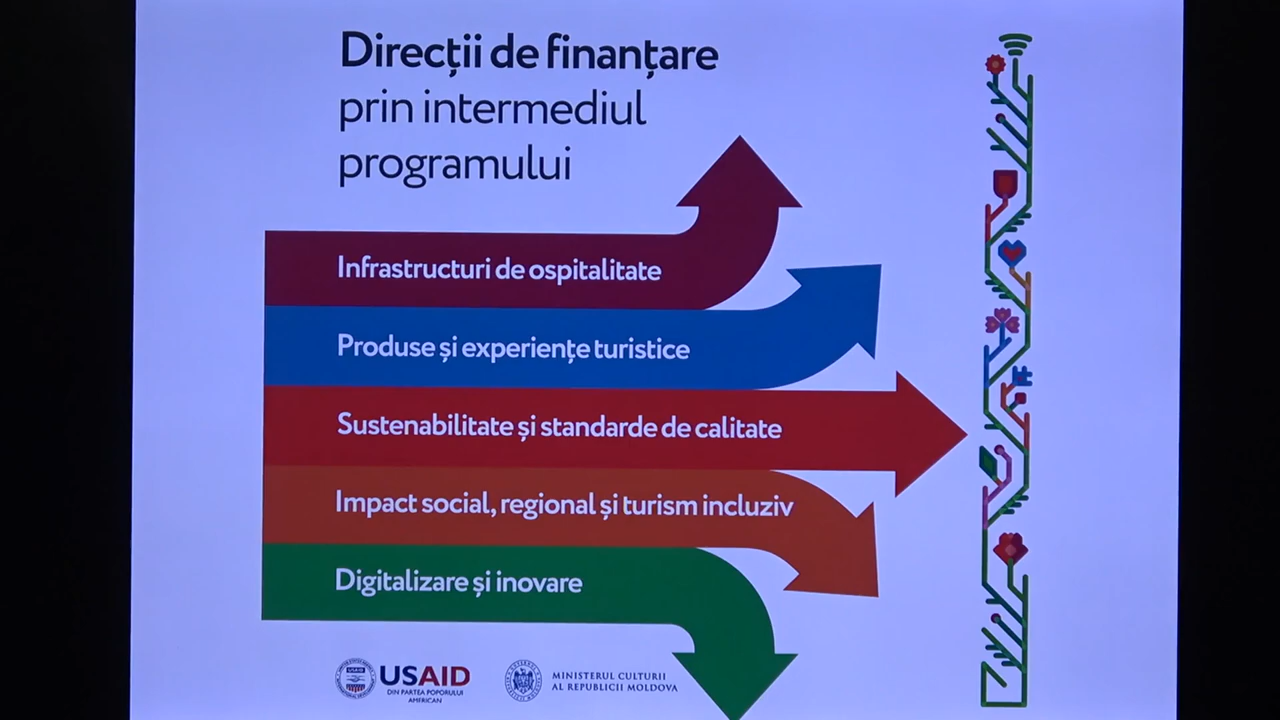 Direcții de finanțare
prin intermediul
programului
Infrastructuri de ospitalitate
Produse și experiențe turistice
Sustenabilitate și standarde de calitate
Impact social, regional și turism incluziv
Digitalizare și inovare
USAID
DIN PARTEA POPORULUI
AMERICAN
MINISTERUL CULTURII
AL REPUBLICII MOLDOVA